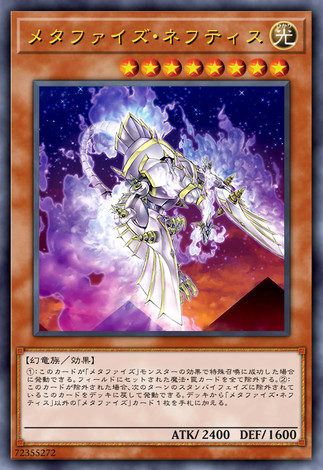 メタファイズ・ネフティス
光
【幻竜族／効果】
①:このカードが「メタファイズ」モンスターの効果で特殊召喚に成功した場合
に発動できる。フィールドにセットされた魔法・罠カードを全て除外する。②:
このカードが除外された場合、次のターンのスタンバイフェイズに除外されて
いるこのカードをデッキに戻して発動できる。デッキから「メタファイズ・ネフ
ティス」以外の「メタファイズ」カード1枚を手札に加える。
ATK/2400 DEF/1600
72355272